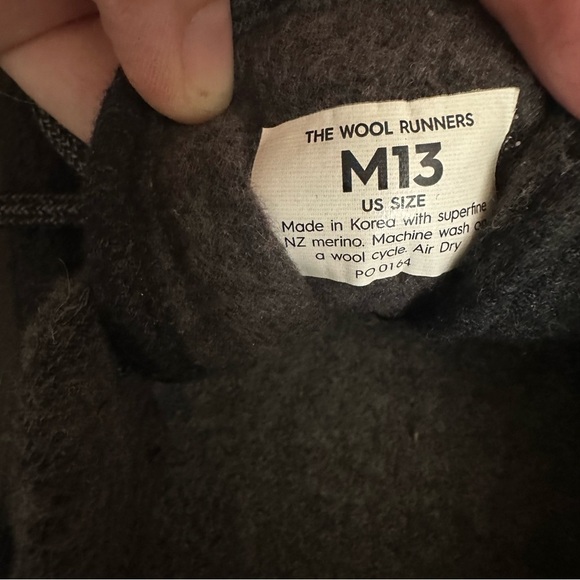 THE WOOL RUNNERS
M13
US SIZE
Made in Korea with superfine
NZ merino. Machine wash on
a wool cycle. Air Dry
PO 0164